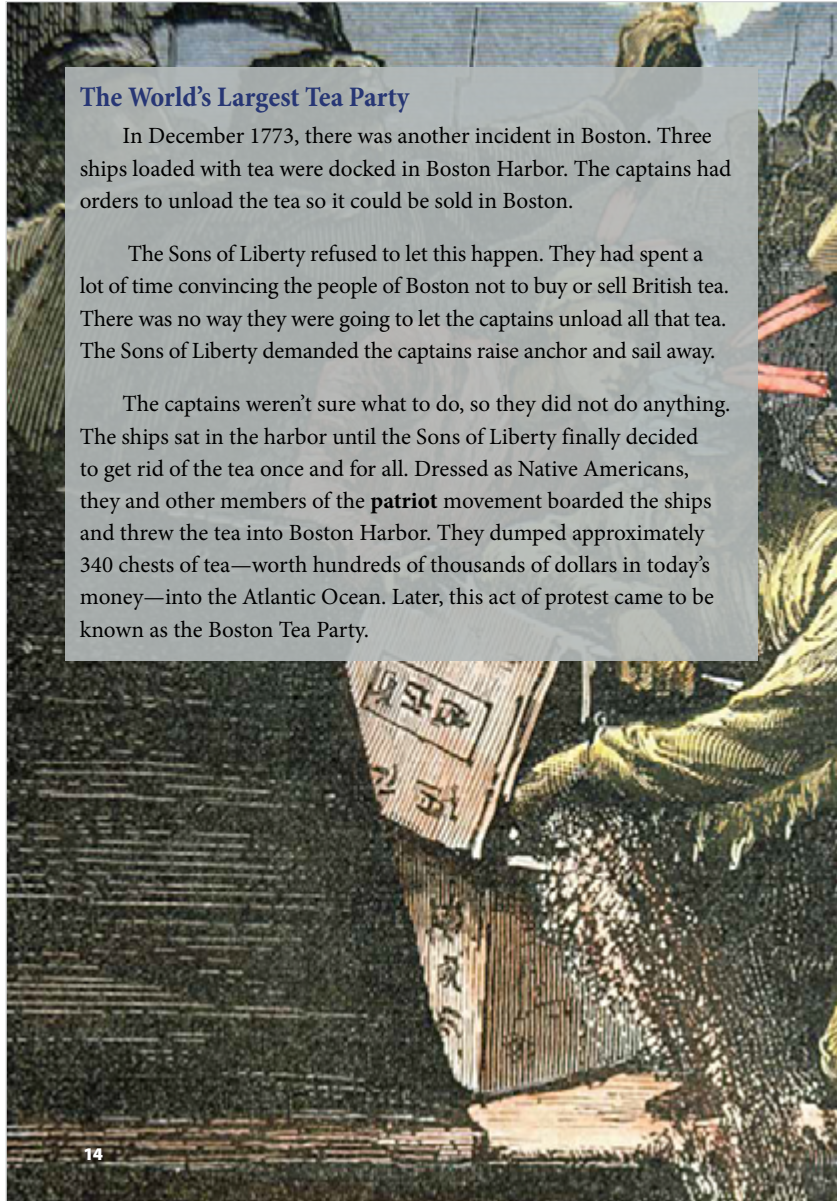 The World’s Largest Tea Party
In December 1773, there was another incident in Boston. Three
ships loaded with tea were docked in Boston Harbor. The captains had
orders to unload the tea so it could be sold in Boston.
The Sons of Liberty refused to let this happen. They had spent a
lot of time convincing the people of Boston not to buy or sell British tea.
There was no way they were going to let the captains unload all that tea.
The Sons of Liberty demanded the captains raise anchor and sail away.
The captains weren’t sure what to do, so they did not do anything.
The ships sat in the harbor until the Sons of Liberty finally decided
to get rid of the tea once and for all. Dressed as Native Americans,
they and other members of the patriot movement boarded the ships
and threw the tea into Boston Harbor. They dumped approximately
340 chests of tea—worth hundreds of thousands of dollars in today’s
money—into the Atlantic Ocean. Later, this act of protest came to be
known as the Boston Tea Party.
14